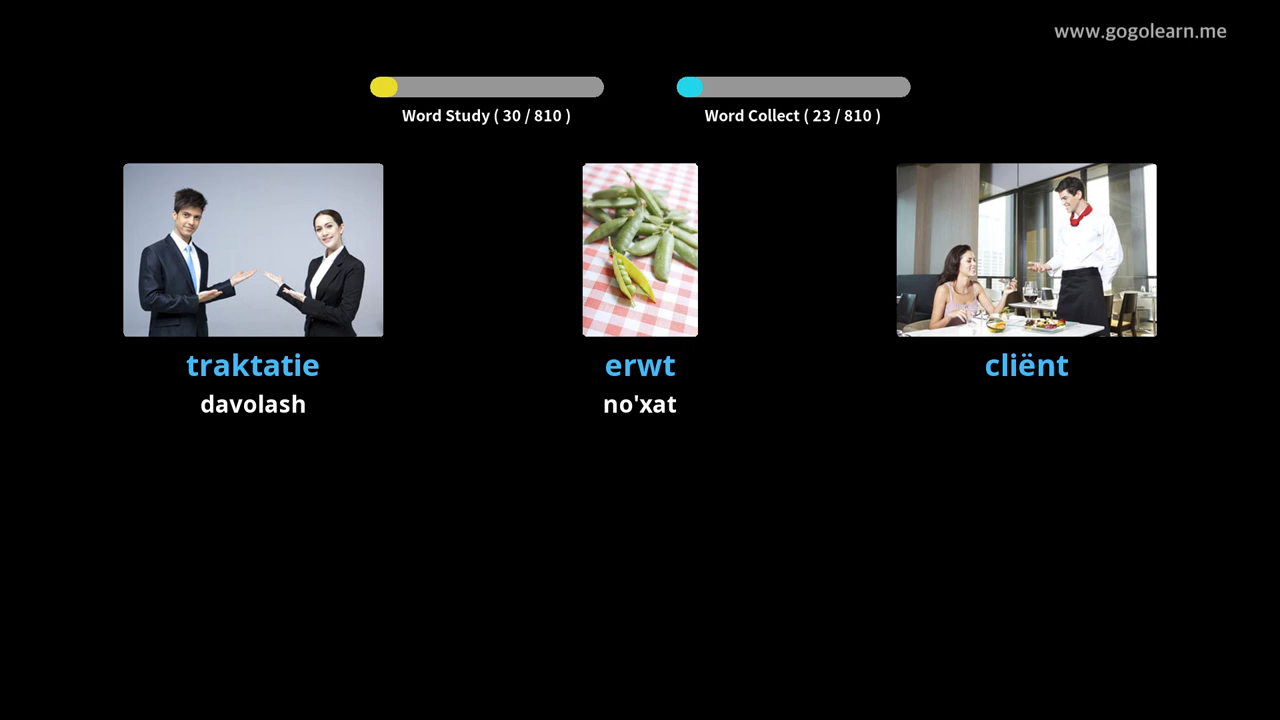 www.gogolearn.me
Word Study ( 30 / 810 )
Word Collect ( 23 / 810 )
traktatie
erwt
cliënt
davolash
no'xat